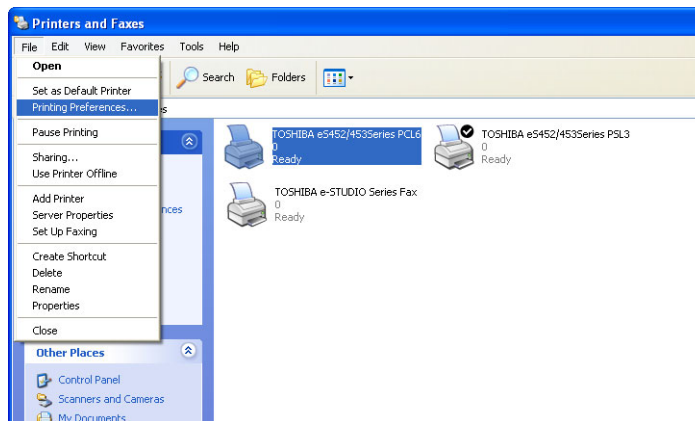 Printers and Faxes
File Edit View Favorites Tools Help
Open
Set as Default Printer
Printing Preferences...
Pause Printing
Sharing...
Use Printer Offline
Add Printer
Server Properties
Set Up Faxing
Create Shortcut
Delete
Rename
Properties
Close
Search Folders
TOSHIBA eS452/453Series PCL6
0
Ready
TOSHIBA eS452/453Series PSL3
0
Ready
TOSHIBA e-STUDIO Series Fax
0
Ready
Other Places
Control Panel
Scanners and Cameras
My Documents